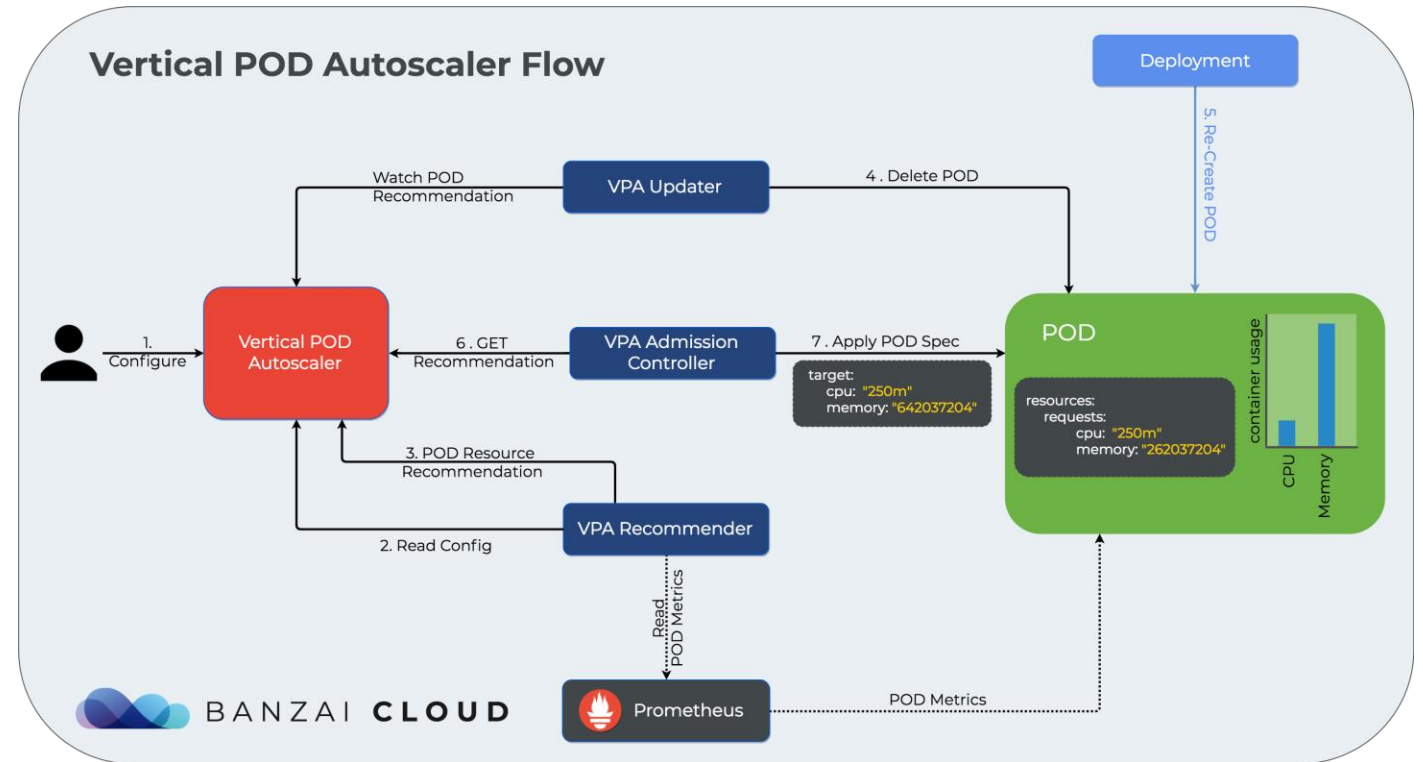 Vertical POD Autoscaler Flow
Deployment
5. Re-Create POD
Watch POD
Recommendation
VPA Updater
4 . Delete POD
1.
Configure
Vertical POD
Autoscaler
6 . GET
Recommendation
VPA Admission
Controller
7 . Apply POD Spec
target:
cpu: "250m"
memory: "642037204"
POD
resources:
requests:
cpu: "250m"
memory: "262037204"
container usage
CPU
Memory
3. POD Resource
Recommendation
VPA Recommender
2. Read Config
Read
POD Metrics
Prometheus
POD Metrics
BANZAI CLOUD